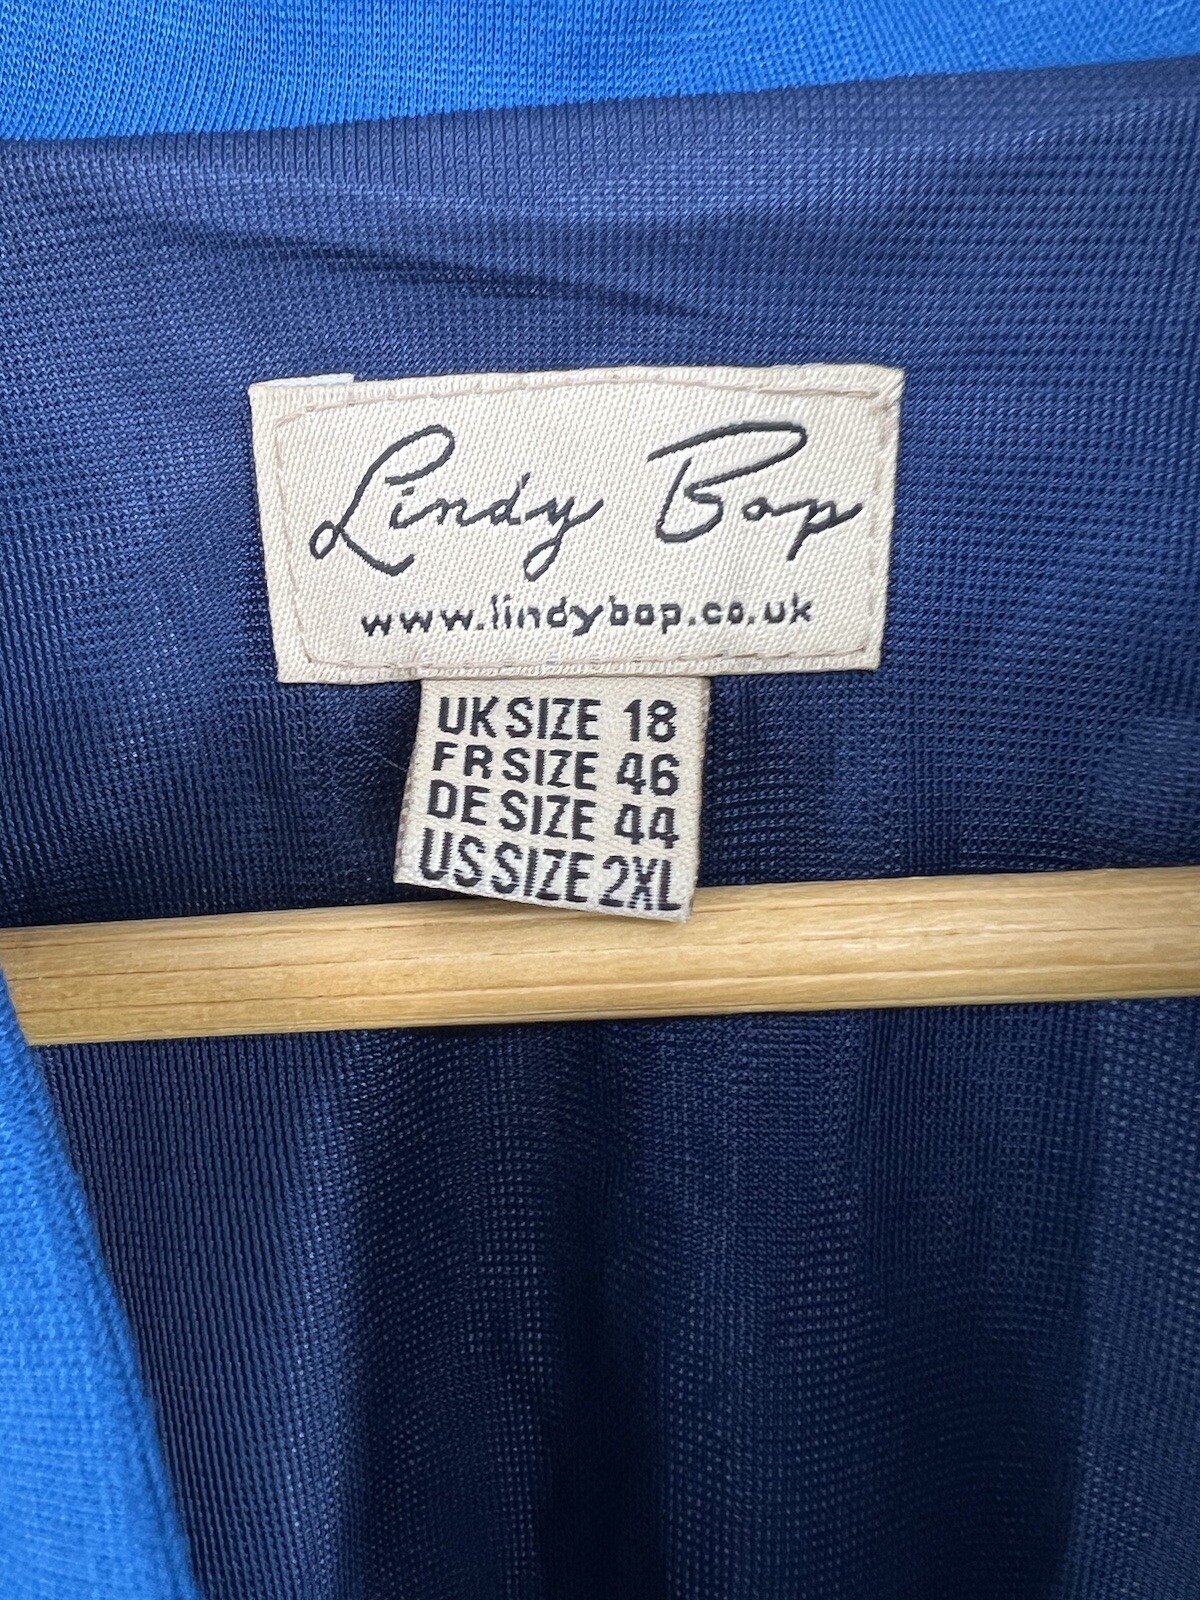 Lindy Bop
www.lindybop.co.uk
UK SIZE 18
FR SIZE 46
DE SIZE 44
US SIZE 2XL